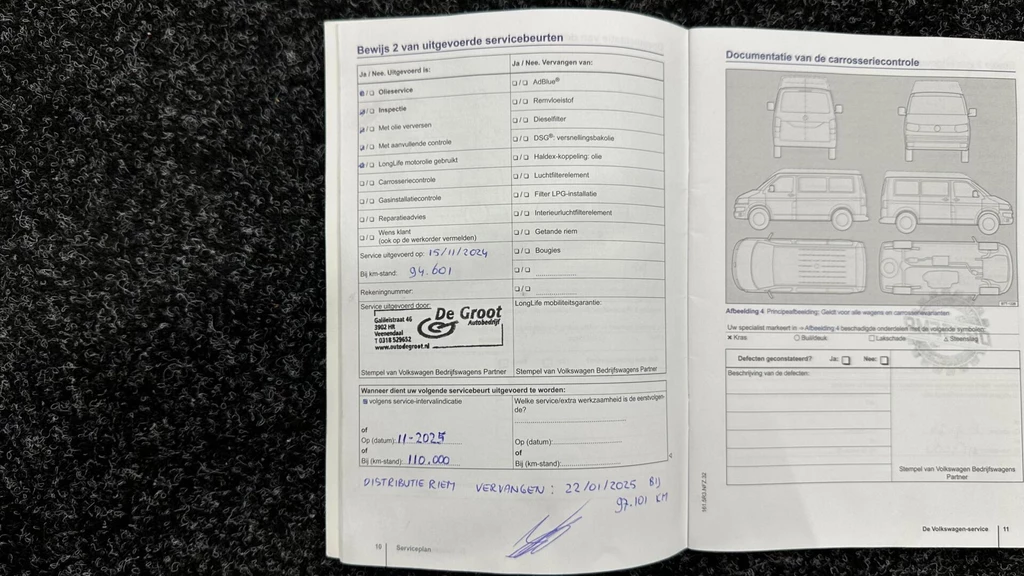 Bewijs 2 van uitgevoerde servicebeurten
Ja / Nee. Uitgevoerd is:
Olieservice
Inspectie
Met olie verversen
Met aanvullende controle
LongLife motorolie gebruikt
Carrosseriecontrole
Gasinstallatiecontrole
Reparatieadvies
Wens klant
(ook op de werkorder vermelden)
Service uitgevoerd op: 15/11/2024
Bij km-stand: 94.601
Rekeningnummer:
Service uitgevoerd door:
De Groot
Autobedrijf
Galileistraat 46
3902 HR
Veenendaal
T 0318 529652
www.autodegroot.nl
Stempel van Volkswagen Bedrijfswagens Partner
Ja / Nee. Vervangen van:
AdBlue®
Remvloeistof
Dieselfilter
DSG®: versnellingsbakolie
Haldex-koppeling: olie
Luchtfilterelement
Filter LPG-installatie
Interieurluchtfilterelement
Getande riem
Bougies
LongLife mobiliteitsgarantie:
Stempel van Volkswagen Bedrijfswagens Partner
Wanneer dient uw volgende servicebeurt uitgevoerd te worden:
volgens service-intervalindicatie
of
Op (datum): 11-2025
of
Bij (km-stand): 110.000
Welke service/extra werkzaamheid is de eerstvolgen-
de?
Op (datum):
of
Bij (km-stand):
DISTRIBUTIE RIEM VERVANGEN: 22/01/2025 BIJ
97.101 KM
10 Serviceplan
Documentatie van de carrosseriecontrole
Afbeelding 4 Principeafbeelding: Geldt voor alle wagens en carrosserievarianten
Uw specialist markeert in → Afbeelding 4 beschadigde onderdelen met de volgende symbolen:
× Kras
Buil/deuk
Lakschade
Steenslag
Defecten geconstateerd? Ja: Nee:
Beschrijving van de defecten:
Stempel van Volkswagen Bedrijfswagens
Partner
De Volkswagen-service 11